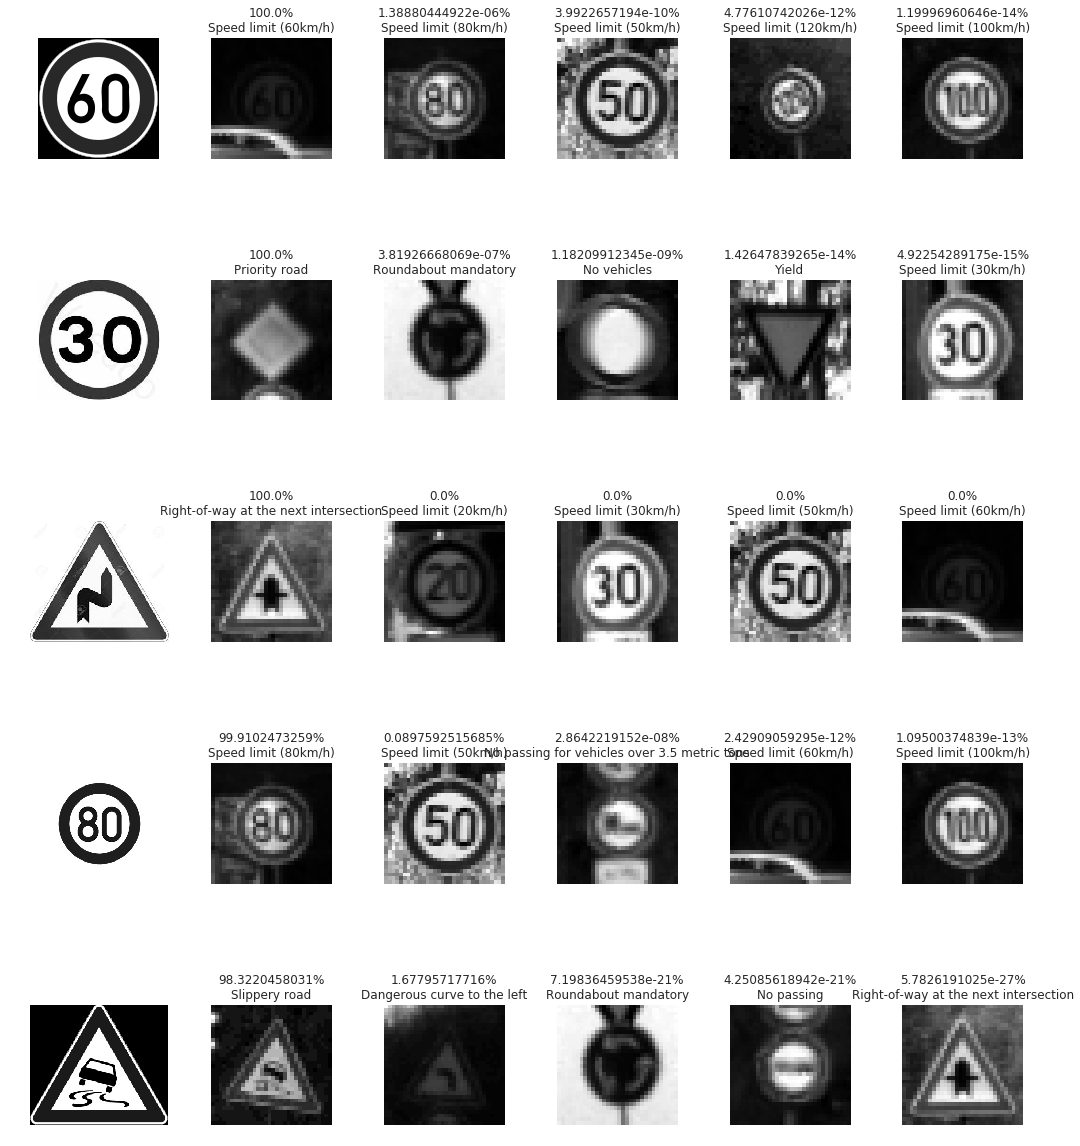 100.0%
Speed limit (60km/h)
1.38880444922e-06%
Speed limit (80km/h)
3.9922657194e-10%
Speed limit (50km/h)
4.77610742026e-12%
Speed limit (120km/h)
1.19996960646e-14%
Speed limit (100km/h)
60
60
80
50
100
100.0%
Priority road
3.81926668069e-07%
Roundabout mandatory
1.18209912345e-09%
No vehicles
1.42647839265e-14%
Yield
4.92254289175e-15%
Speed limit (30km/h)
30
30
100.0%
Right-of-way at the next intersection
0.0%
Speed limit (20km/h)
0.0%
Speed limit (30km/h)
0.0%
Speed limit (50km/h)
0.0%
Speed limit (60km/h)
20
30
50
60
99.9102473259%
Speed limit (80km/h)
0.0897592515685%
Speed limit (50km/h)
2.8642219152e-08%
No passing for vehicles over 3.5 metric tons
2.42909059295e-12%
Speed limit (60km/h)
1.09500374839e-13%
Speed limit (100km/h)
80
80
50
60
100
98.3220458031%
Slippery road
1.67795717716%
Dangerous curve to the left
7.19836459538e-21%
Roundabout mandatory
4.25085618942e-21%
No passing
5.7826191025e-27%
Right-of-way at the next intersection